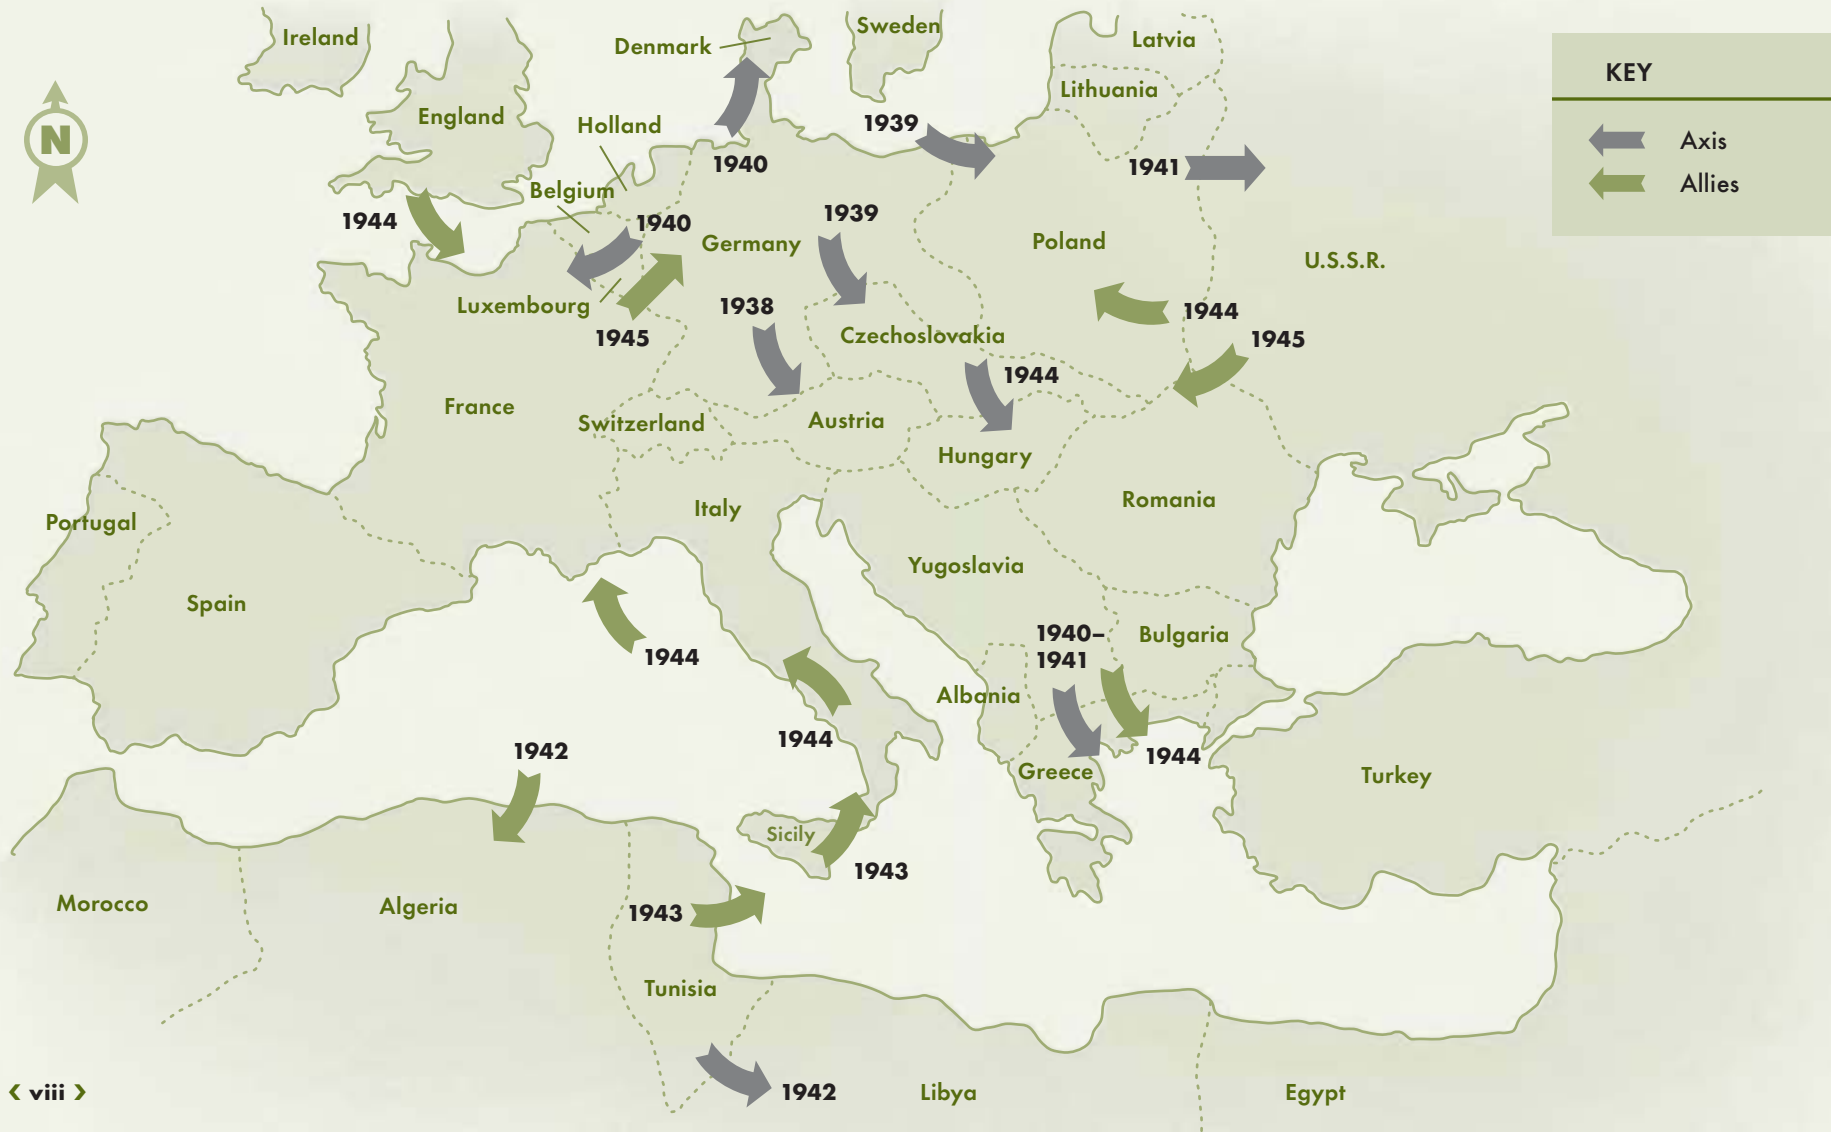 Ireland
Sweden
Denmark
Latvia
KEY
Lithuania
England
Holland
1939
N
Axis
1940
1941
Allies
Belgium
1944
1940
1939
Germany
Poland
U.S.S.R.
Luxembourg
1938
1944
1945
Czechoslovakia
1945
1944
France
Switzerland
Austria
Hungary
Romania
Italy
Portugal
Yugoslavia
Spain
1940–
1941
Bulgaria
1944
Albania
1944
1942
1944
Greece
Turkey
Sicily
1943
Morocco
Algeria
1943
Tunisia
‹ viii ›
1942
Libya
Egypt